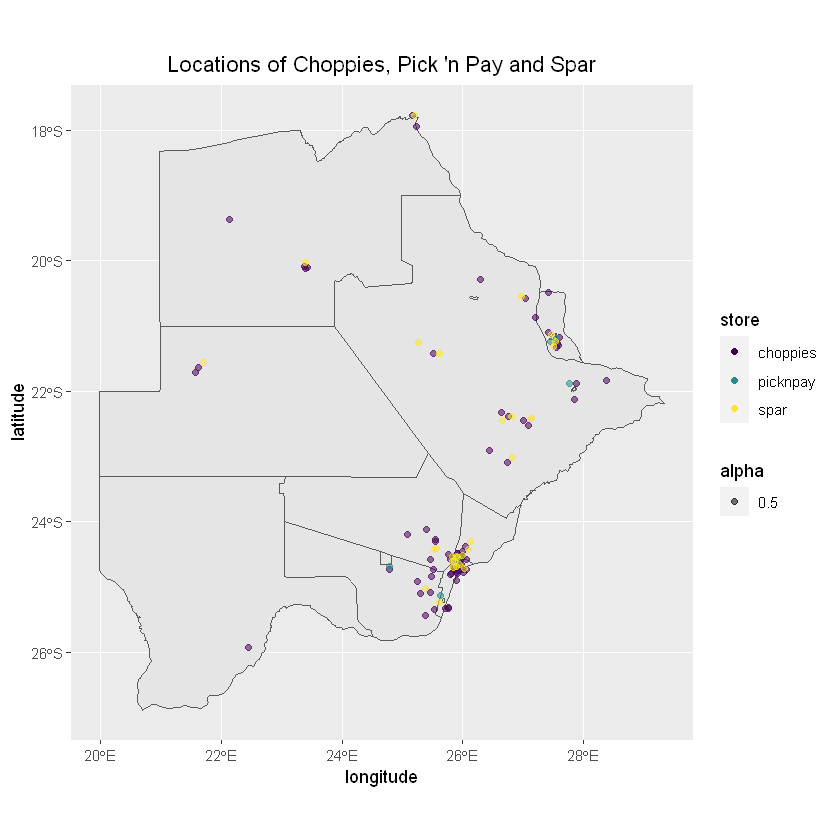 Locations of Choppies, Pick 'n Pay and Spar
18°S
20°S
22°S
24°S
26°S
latitude
20°E
22°E
24°E
26°E
28°E
longitude
store
choppies
picknpay
spar
alpha
0.5